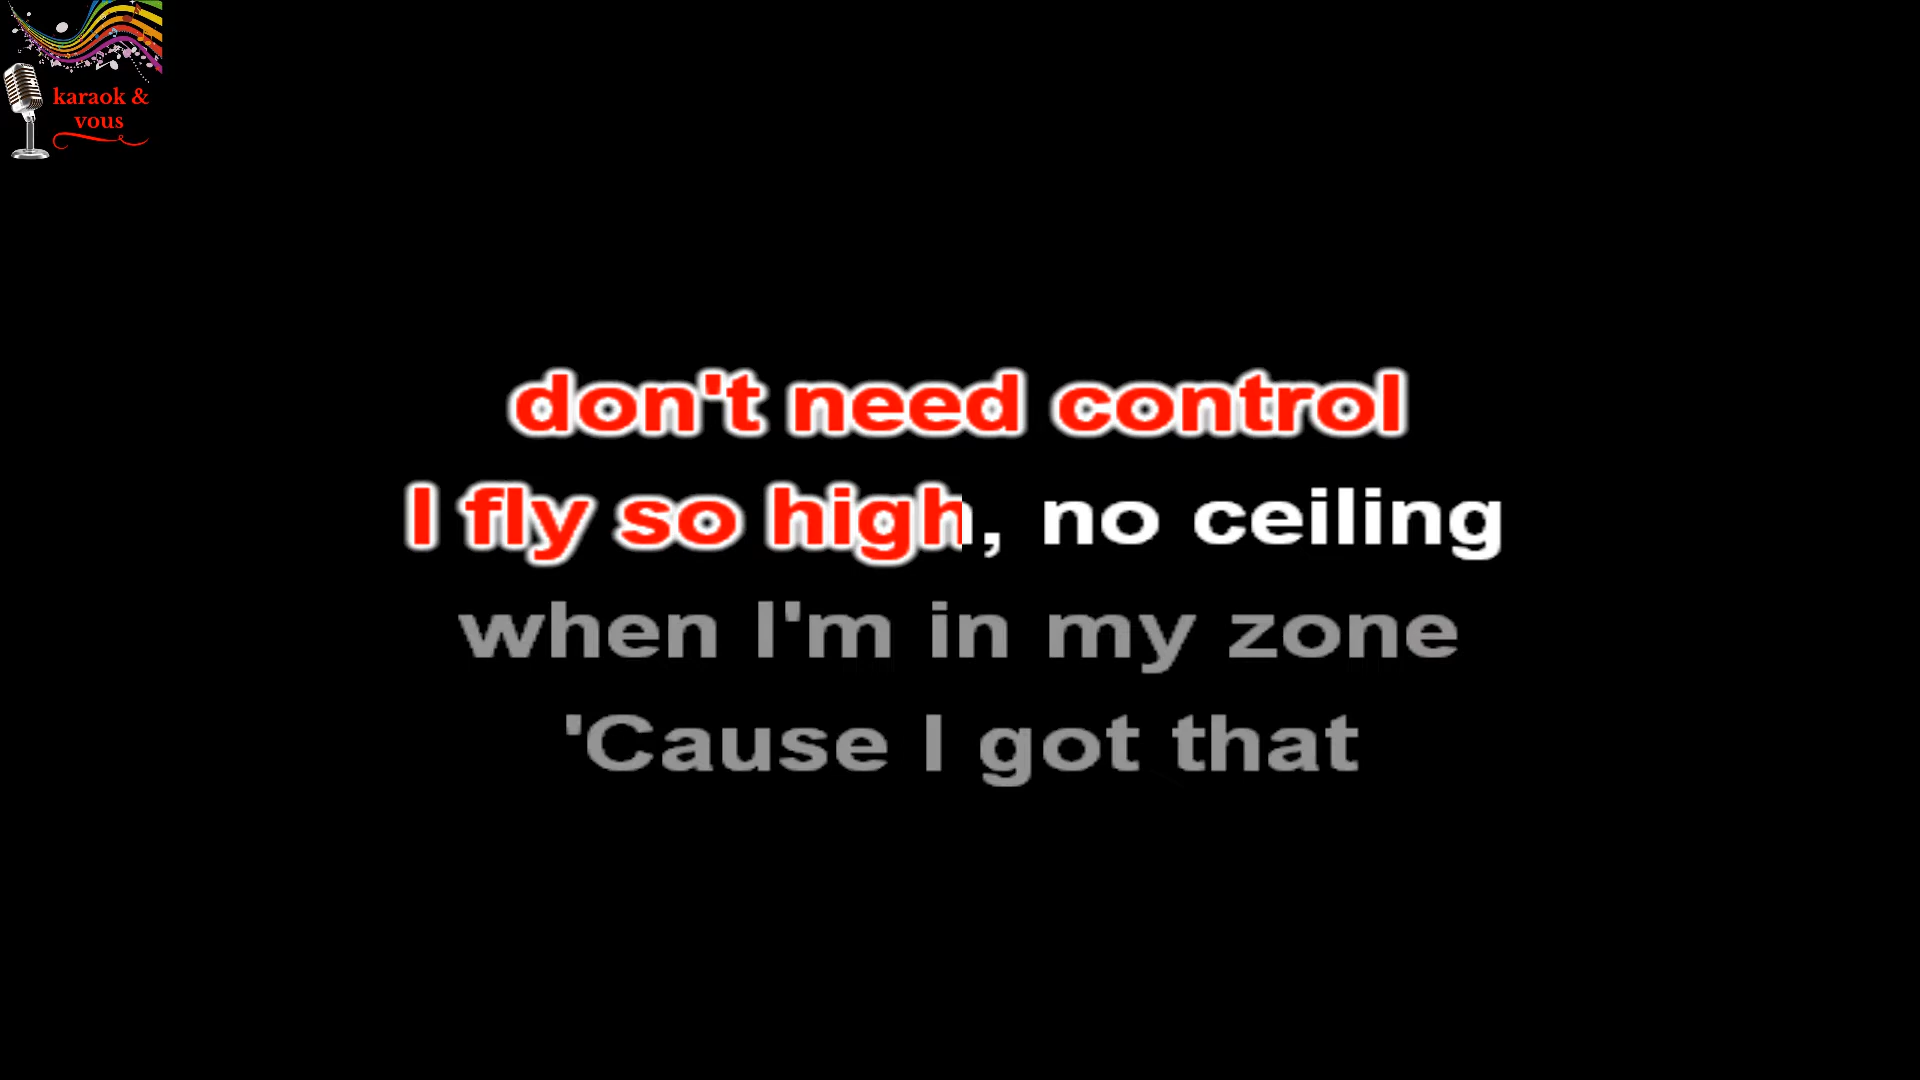 karaok &
vous
don't need control
I fly so high, no ceiling
when I'm in my zone
'Cause I got that